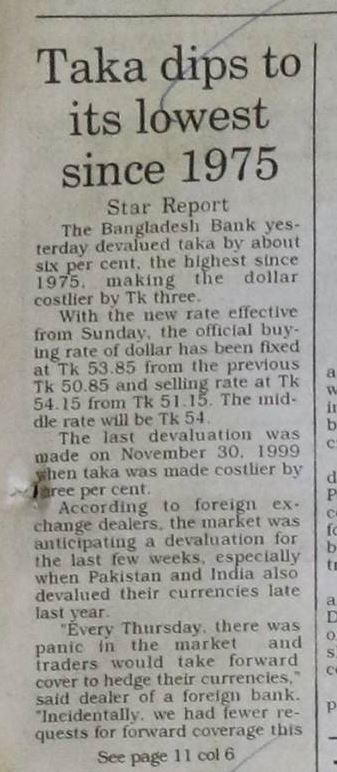 Taka dips to
its lowest
since 1975
Star Report
The Bangladesh Bank yes-
terday devalued taka by about
six per cent, the highest since
1975, making the dollar
costlier by Tk three.
With the new rate effective
from Sunday, the official buy-
ing rate of dollar has been fixed
at Tk 53.85 from the previous
Tk 50.85 and selling rate at Tk
54.15 from Tk 51.15. The mid-
dle rate will be Tk 54.
The last devaluation was
made on November 30, 1999
when taka was made costlier by
three per cent.
According to foreign ex-
change dealers, the market was
anticipating a devaluation for
the last few weeks, especially
when Pakistan and India also
devalued their currencies late
last year.
"Every Thursday, there was
panic in the market and
traders would take forward
cover to hedge their currencies,"
said dealer of a foreign bank.
"Incidentally, we had fewer re-
quests for forward coverage this
See page 11 col 6